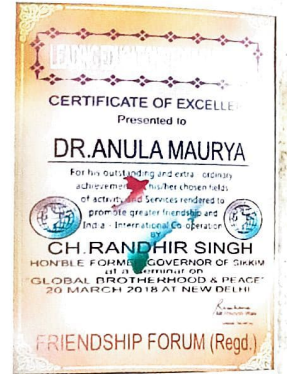 CERTIFICATE OF EXCELLE
Presented to
DR.ANULA MAURYA
For his outstanding and extra - ordinary
achievement his/her chosen fields
of activity and Services rendered to
promote greater friendship and
India - International Co operation
BY
CH.RANDHIR SINGH
HON'BLE FORMER GOVERNOR OF SIKKIM
at a Seminar on
"GLOBAL BROTHERHOOD & PEACE"
20 MARCH 2018 AT NEW DELHI
FRIENDSHIP FORUM (Regd.)